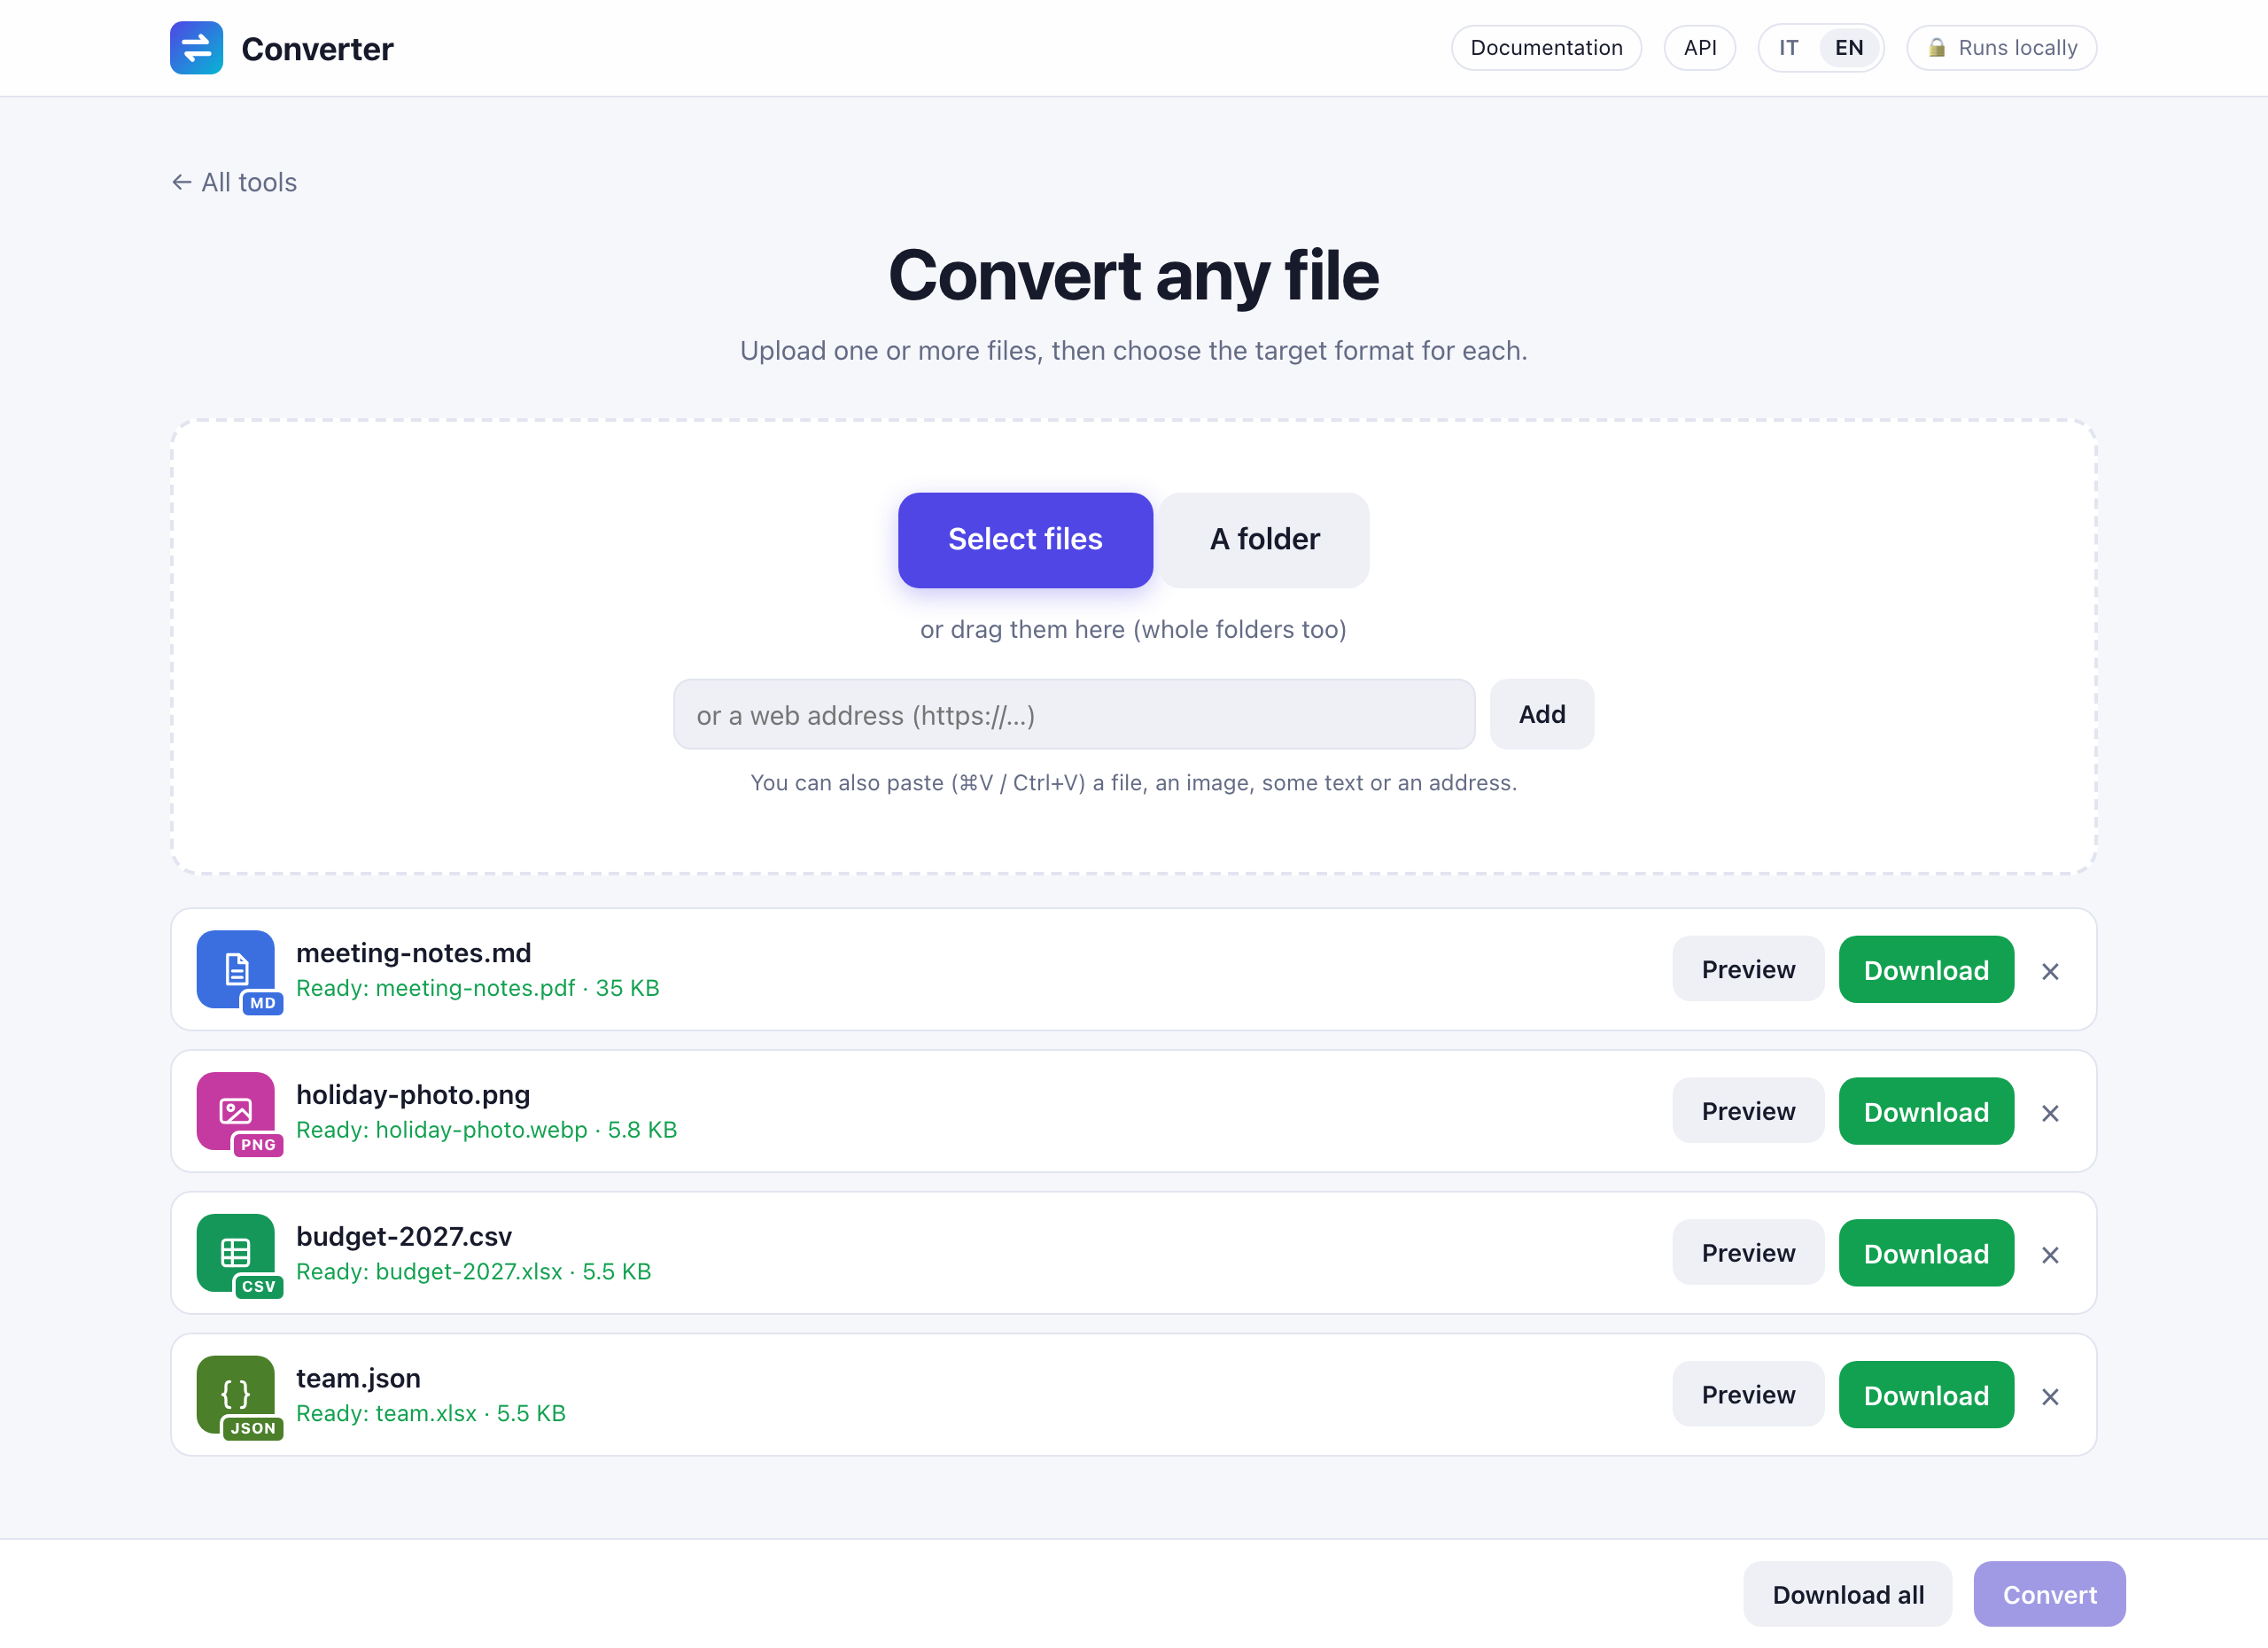 Converter
Documentation
API
IT
EN
Runs locally
← All tools
Convert any file
Upload one or more files, then choose the target format for each.
Select files
A folder
or drag them here (whole folders too)
or a web address (https://...)
Add
You can also paste (⌘V / Ctrl+V) a file, an image, some text or an address.
meeting-notes.md
Ready: meeting-notes.pdf · 35 KB
MD
Preview
Download
×
holiday-photo.png
Ready: holiday-photo.webp · 5.8 KB
PNG
Preview
Download
×
budget-2027.csv
Ready: budget-2027.xlsx · 5.5 KB
CSV
Preview
Download
×
{ }
team.json
Ready: team.xlsx · 5.5 KB
JSON
Preview
Download
×
Download all
Convert